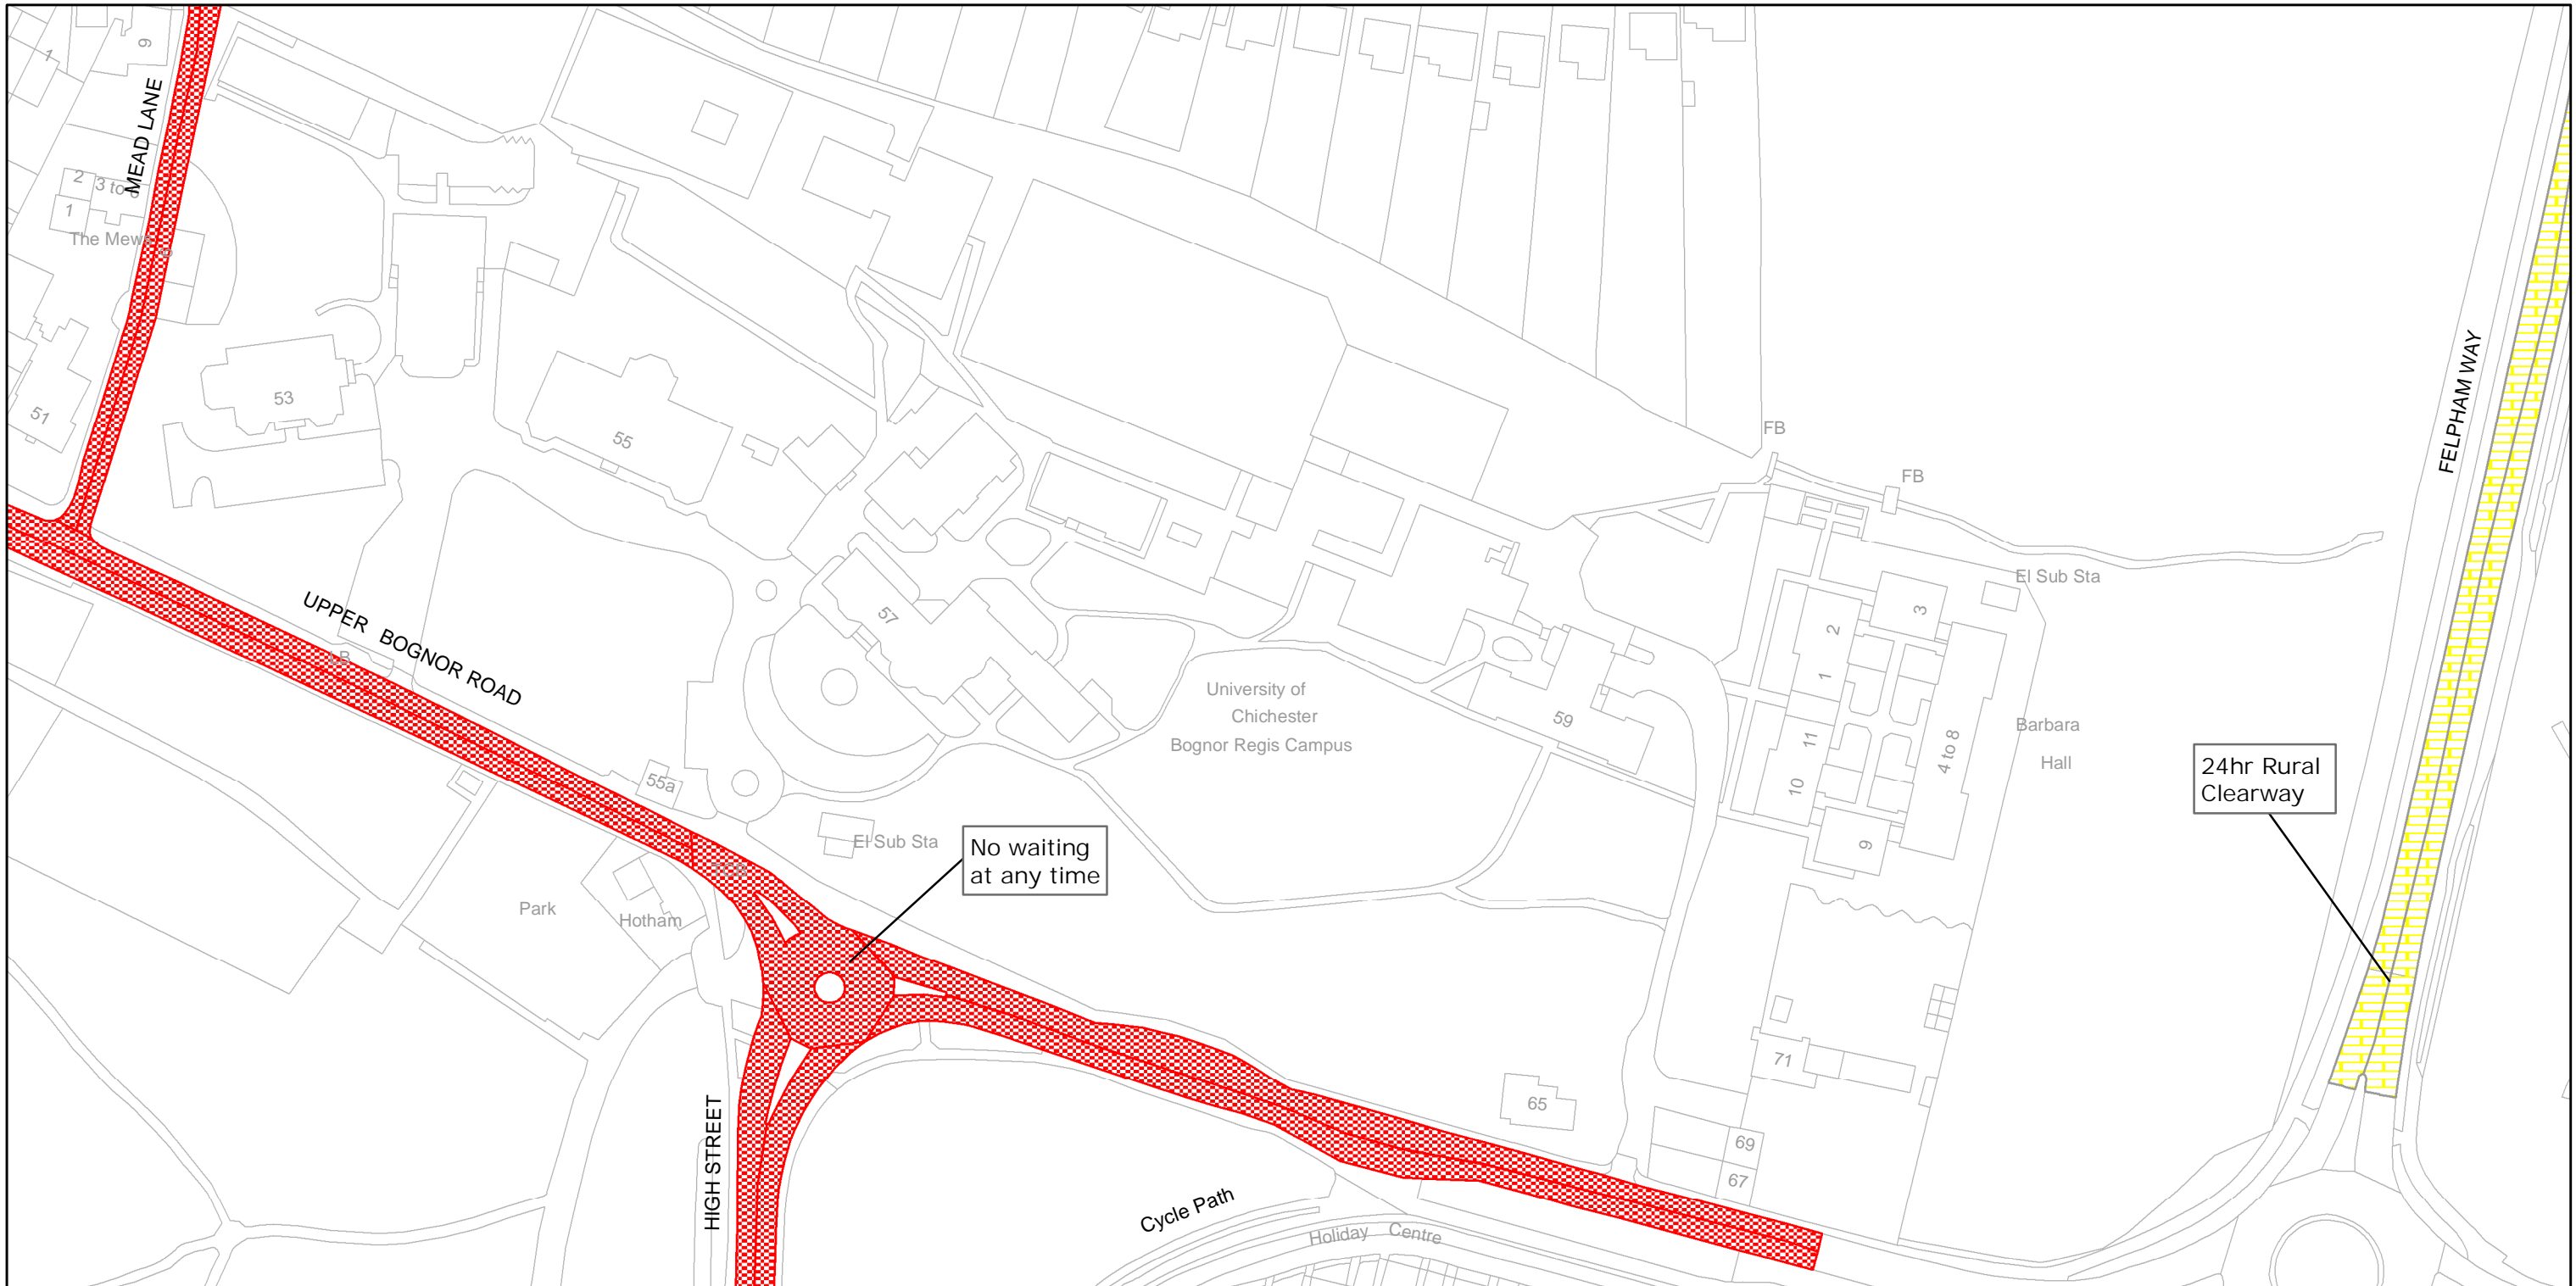 1
9
MEAD LANE
2
3 to
1
The Mews
51
53
55
FB
FB
FELPHAM WAY
El Sub Sta
3
2
1
57
UPPER BOGNOR ROAD
LB
University of
Chichester
Bognor Regis Campus
59
11
10
4 to 8
Barbara
Hall
24hr Rural
Clearway
55a
El Sub Sta
No waiting
at any time
9
Park
Hotham
71
65
69
67
HIGH STREET
Cycle Path
Holiday Centre